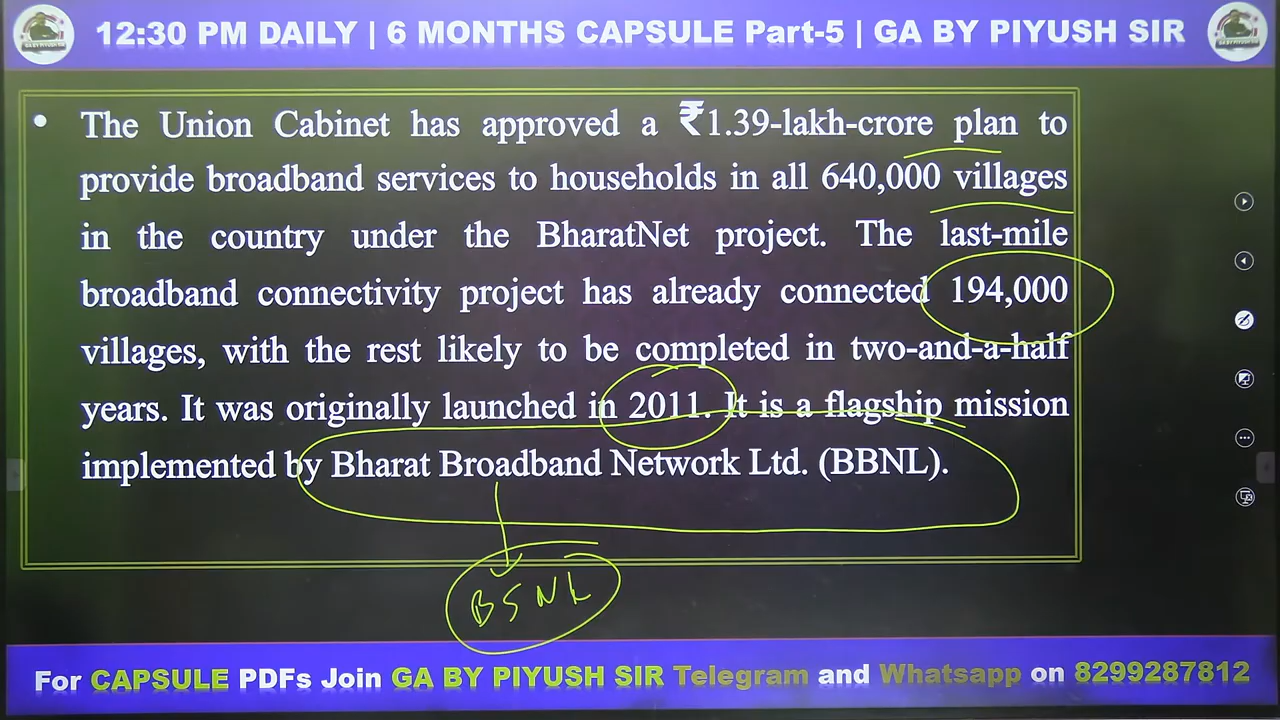 12:30 PM DAILY | 6 MONTHS CAPSULE Part-5 | GA BY PIYUSH SIR
• The Union Cabinet has approved a ₹1.39-lakh-crore plan to
provide broadband services to households in all 640,000 villages
in the country under the BharatNet project. The last-mile
broadband connectivity project has already connected 194,000
villages, with the rest likely to be completed in two-and-a-half
years. It was originally launched in 2011. It is a flagship mission
implemented by Bharat Broadband Network Ltd. (BBNL).
BSNL
For CAPSULE PDFs Join GA BY PIYUSH SIR Telegram and Whatsapp on 8299287812